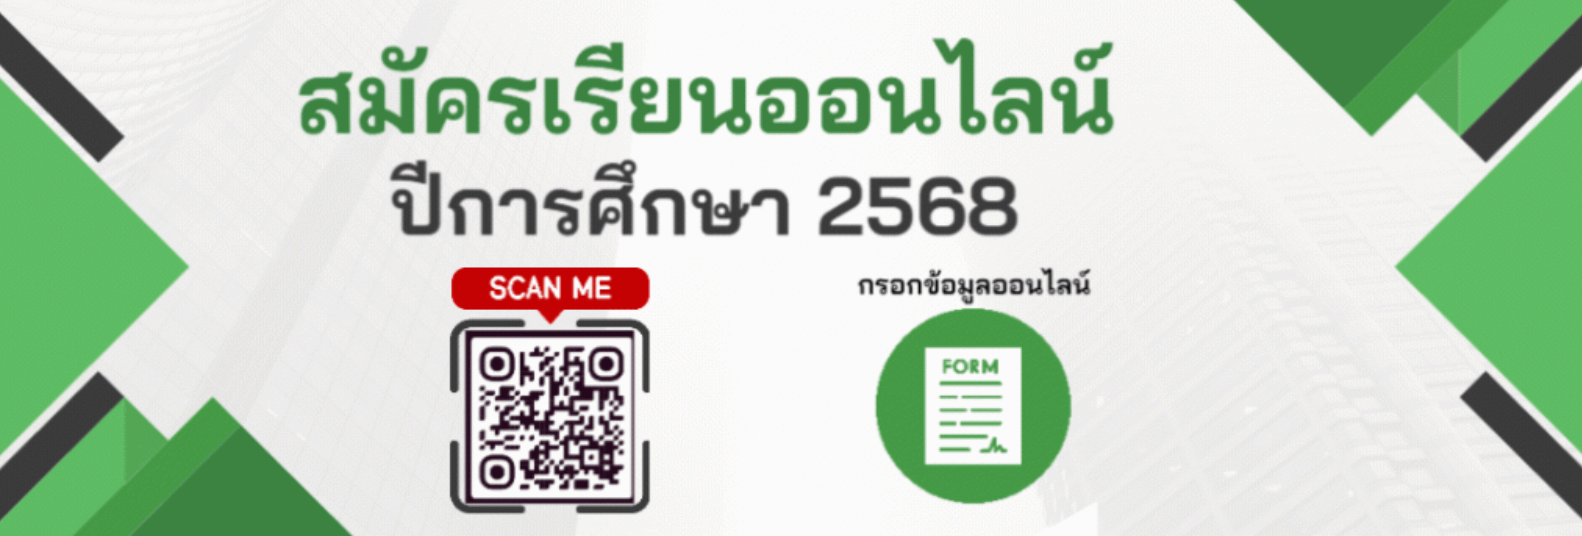 สมัครเรียนออนไลน์
ปีการศึกษา 2568
SCAN ME
กรอกข้อมูลออนไลน์
FORM